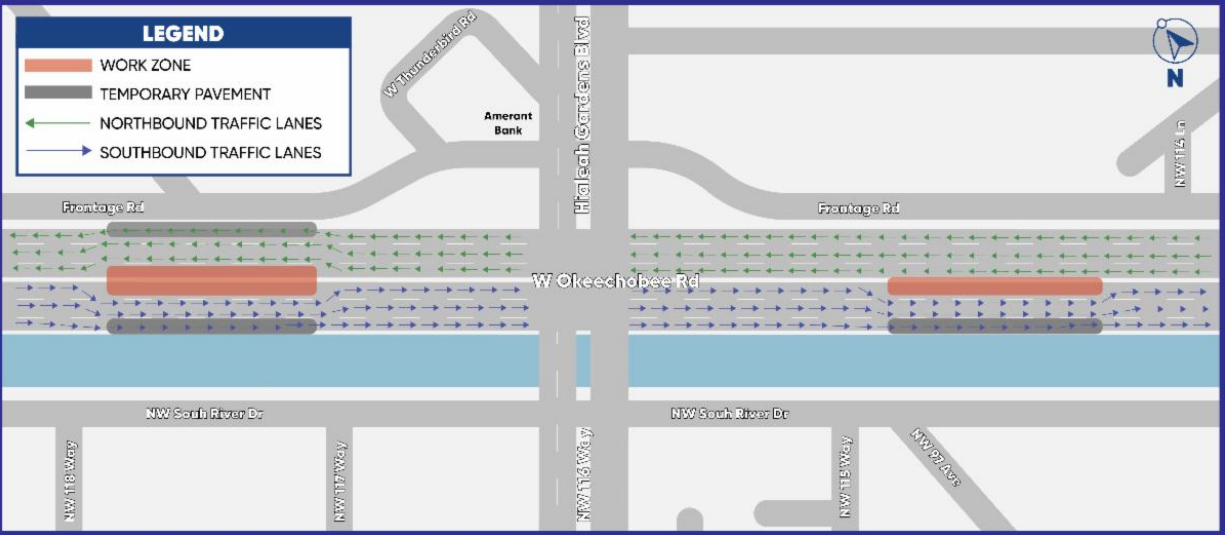 LEGEND
WORK ZONE
TEMPORARY PAVEMENT
NORTHBOUND TRAFFIC LANES
SOUTHBOUND TRAFFIC LANES
W Thunderbird Rd
Amerant
Bank
Hialeah Gardens Blvd
N
NW 114 Ln
Frontage Rd
Frontage Rd
W Okeechobee Rd
NW Souh River Dr
NW Souh River Dr
NW 118 Way
NW 117 Way
NW 116 Way
NW 115 Way
NW 97 Ave